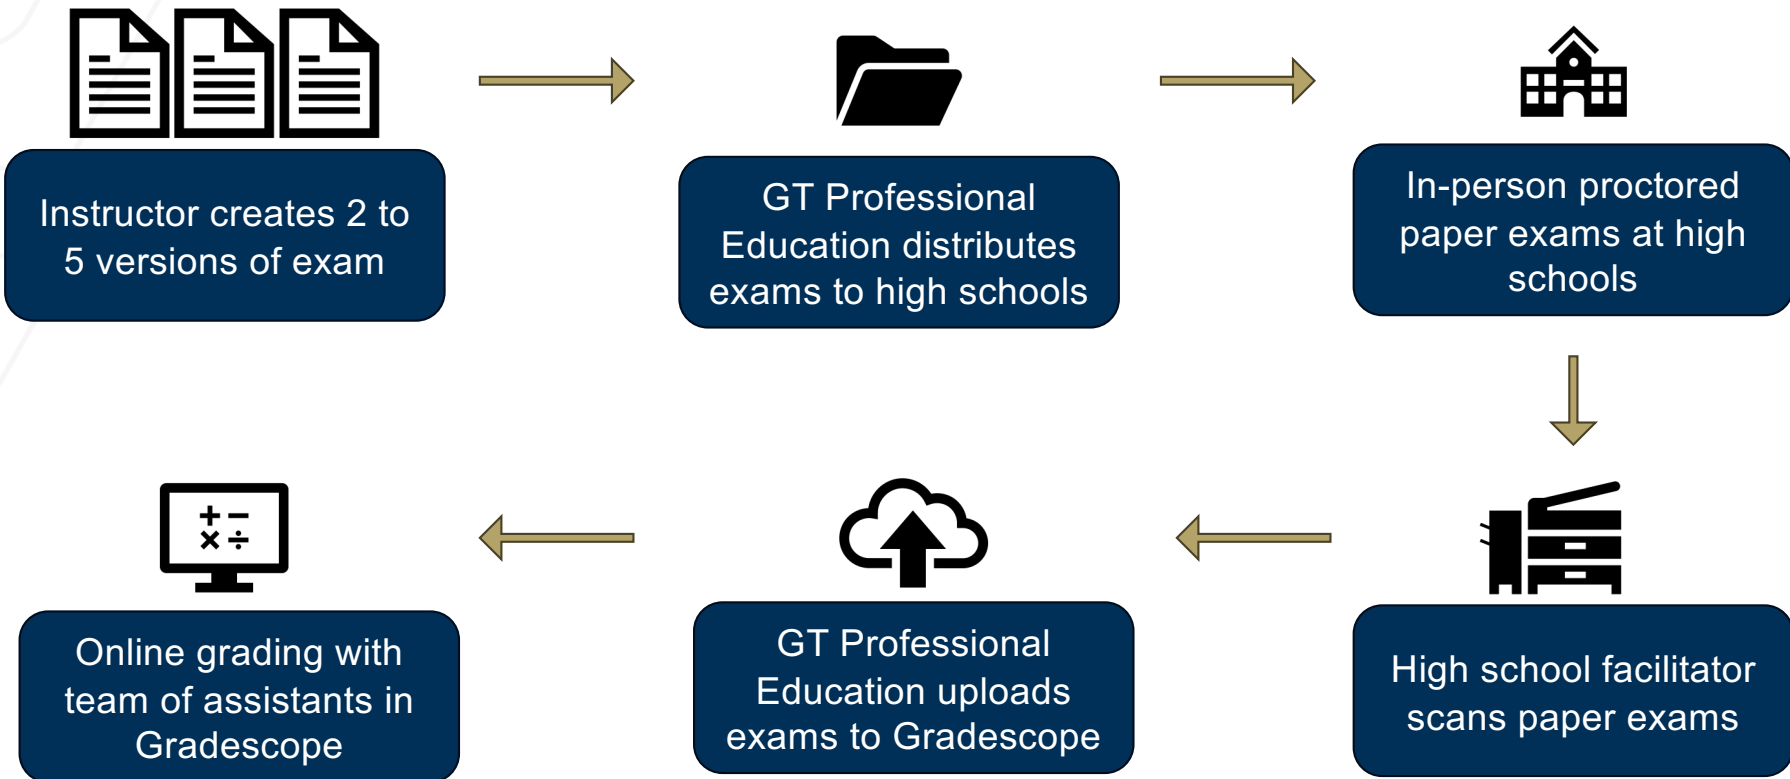 Instructor creates 2 to
5 versions of exam
GT Professional
Education distributes
exams to high schools
In-person proctored
paper exams at high
schools
High school facilitator
scans paper exams
GT Professional
Education uploads
exams to Gradescope
Online grading with
team of assistants in
Gradescope